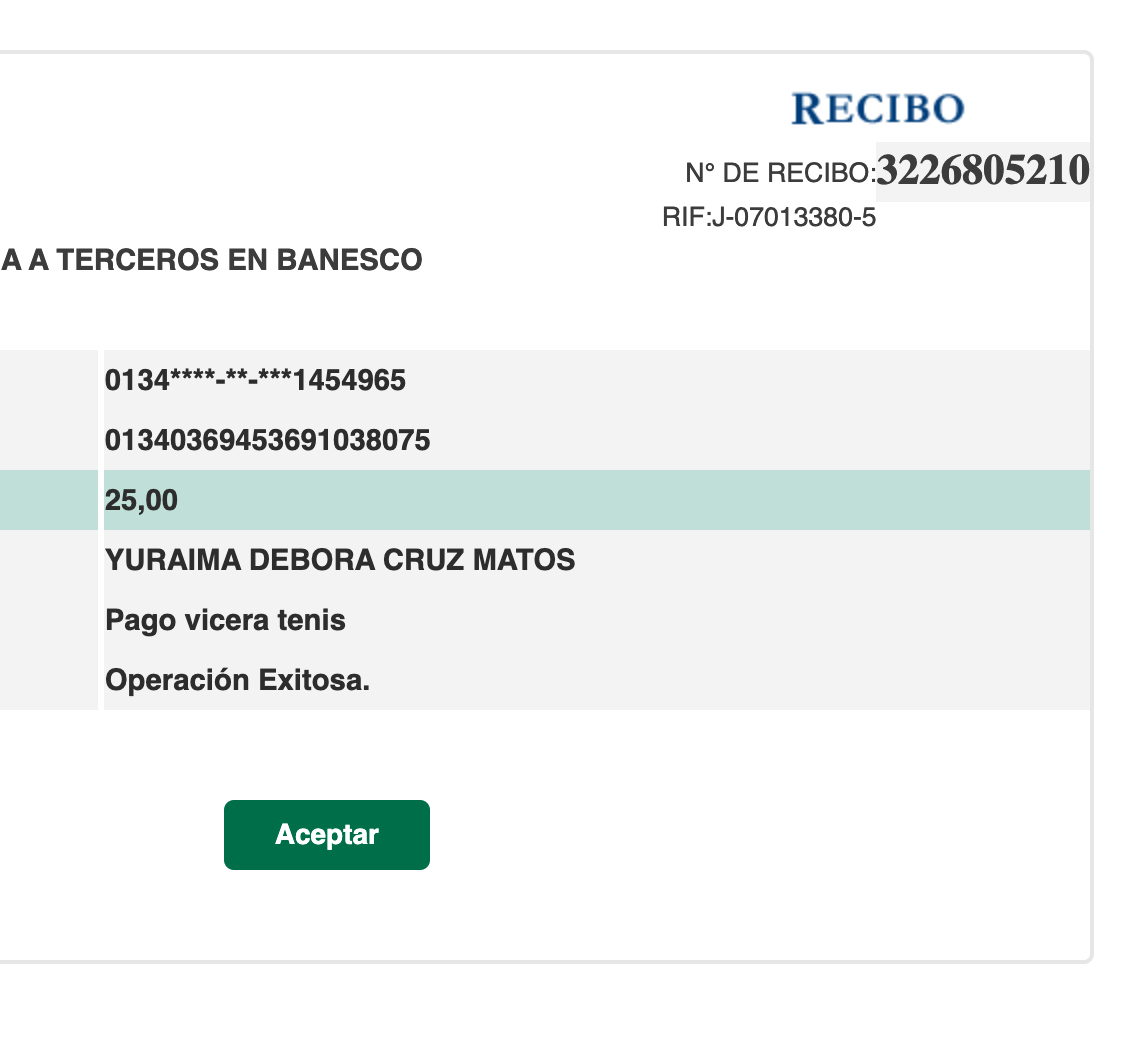 RECIBO
N° DE RECIBO:3226805210
RIF:J-07013380-5
A A TERCEROS EN BANESCO
0134****-**-***1454965
01340369453691038075
25,00
YURAIMA DEBORA CRUZ MATOS
Pago vicera tenis
Operación Exitosa.
Aceptar